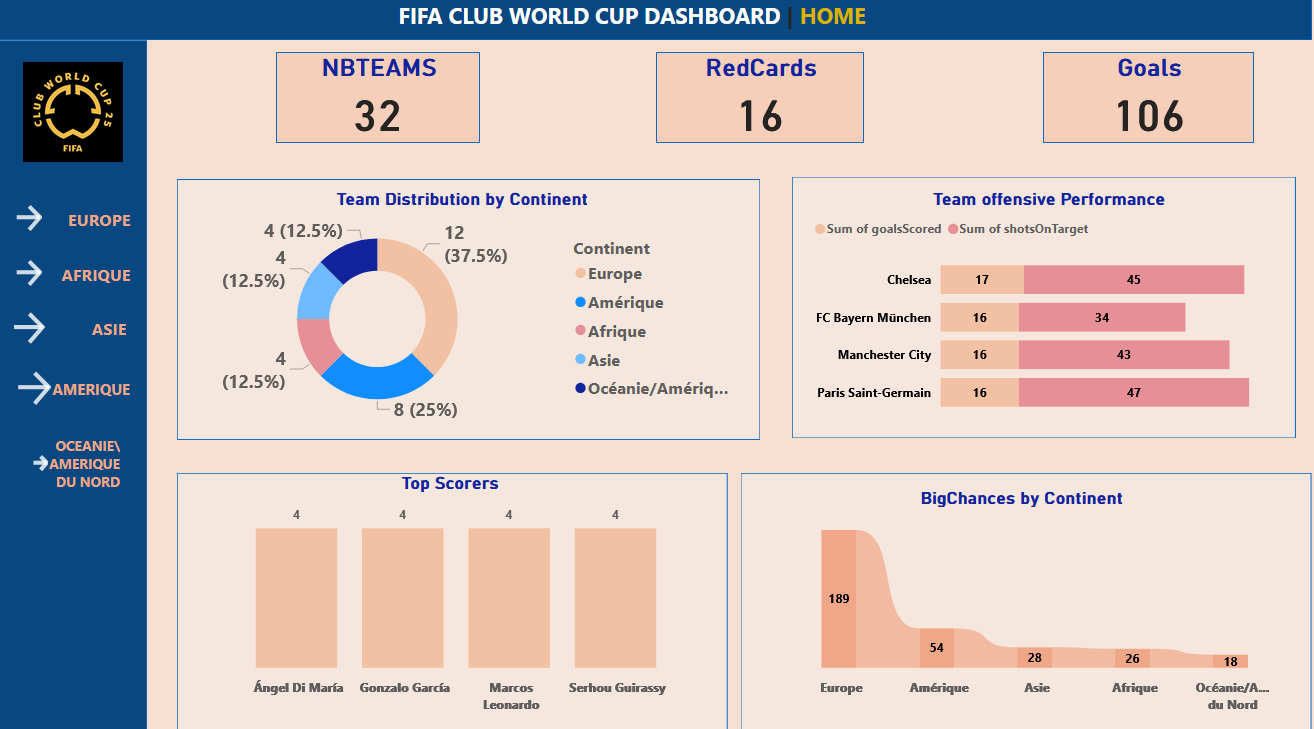 FIFA CLUB WORLD CUP DASHBOARD | HOME
CLUB WORLD CUP 25
FIFA
EUROPE
AFRIQUE
ASIE
AMERIQUE
OCEANIE\
AMERIQUE
DU NORD
NBTEAMS
32
RedCards
16
Goals
106
Team Distribution by Continent
4 (12.5%)
4
(12.5%)
4
(12.5%)
8 (25%)
12
(37.5%)
Continent
Europe
Amérique
Afrique
Asie
Océanie/Amériq...
Team offensive Performance
Sum of goalsScored Sum of shotsOnTarget
Chelsea 17 45
FC Bayern München 16 34
Manchester City 16 43
Paris Saint-Germain 16 47
Top Scorers
4 4 4 4
Ángel Di María
Gonzalo García
Marcos
Leonardo
Serhou Guirassy
BigChances by Continent
189
54
28
26
18
Europe
Amérique
Asie
Afrique
Océanie/A...
du Nord